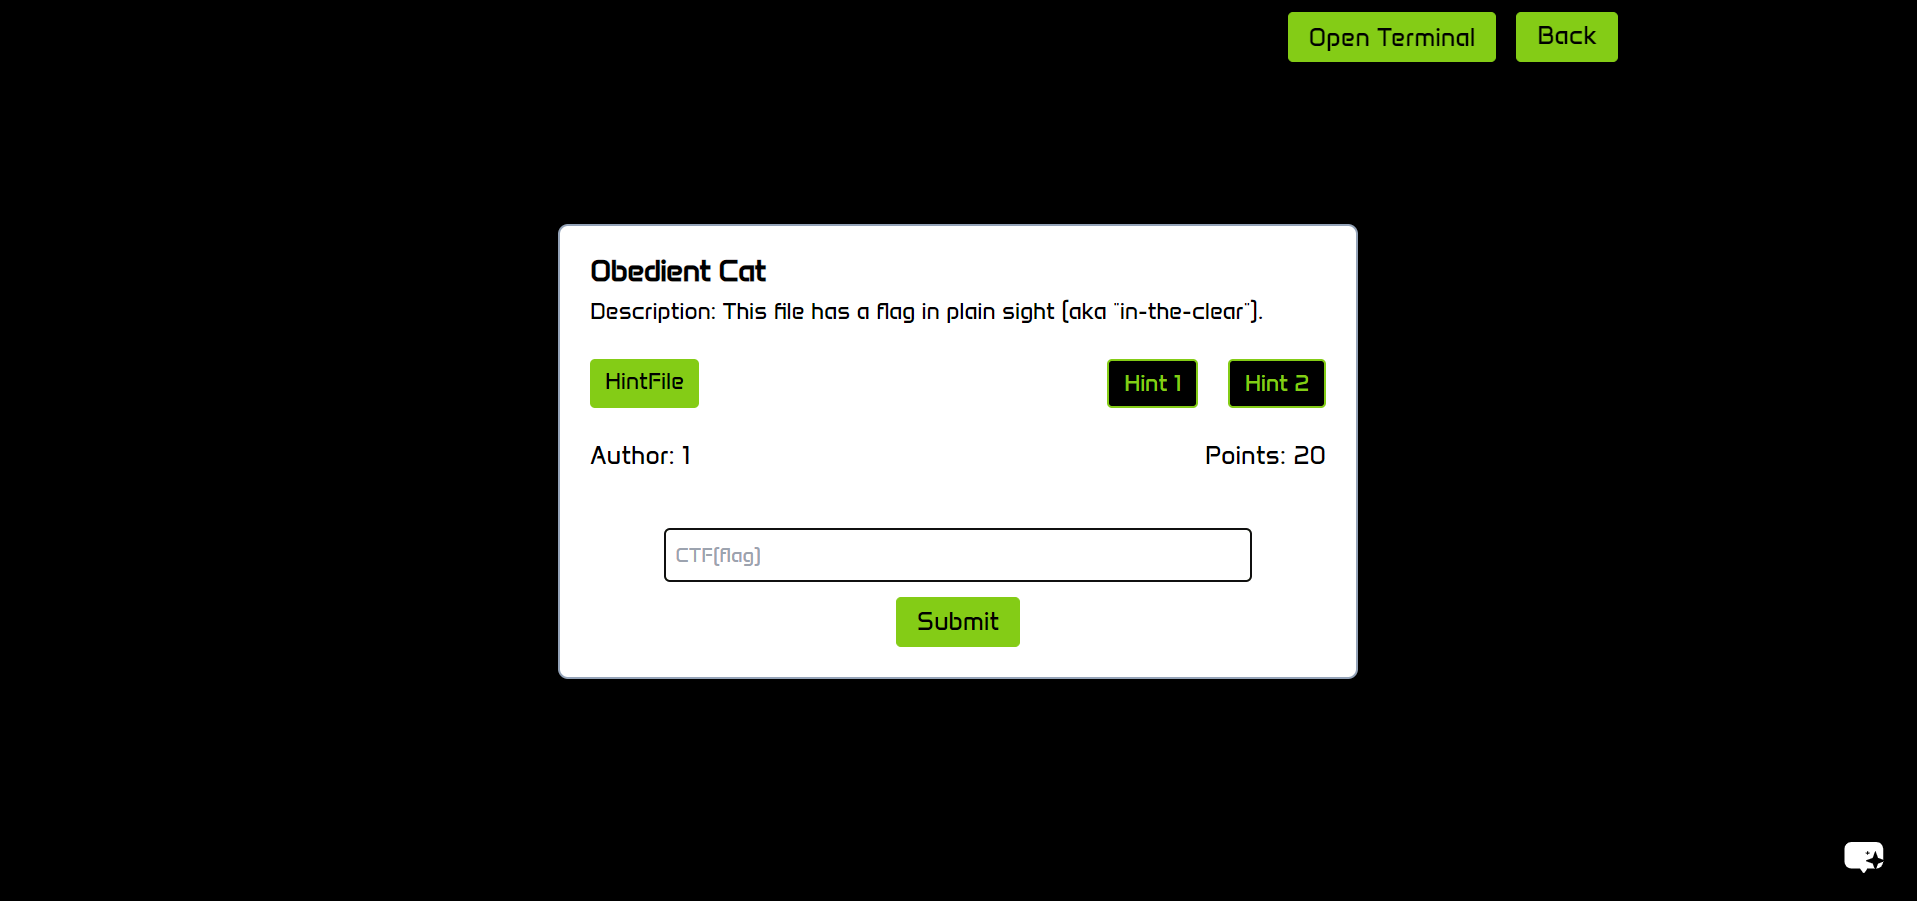 Open Terminal Back
Obedient Cat
Description: This file has a flag in plain sight (aka "in-the-clear").
HintFile Hint 1 Hint 2
Author: 1 Points: 20
CTF{flag}
Submit